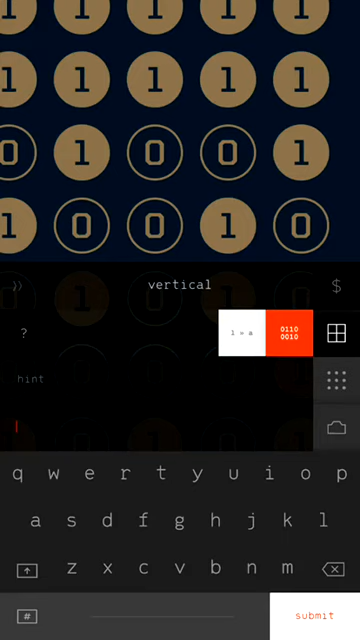 1 1 1 1 1
1 1 1 1 1
0 1 0 0 1
1 0 0 1 0
⟩⟩ vertical $
? 1 = a 0110
0010
hint
q w e r t y u i o p
a s d f g h j k l
z x c v b n m
# submit